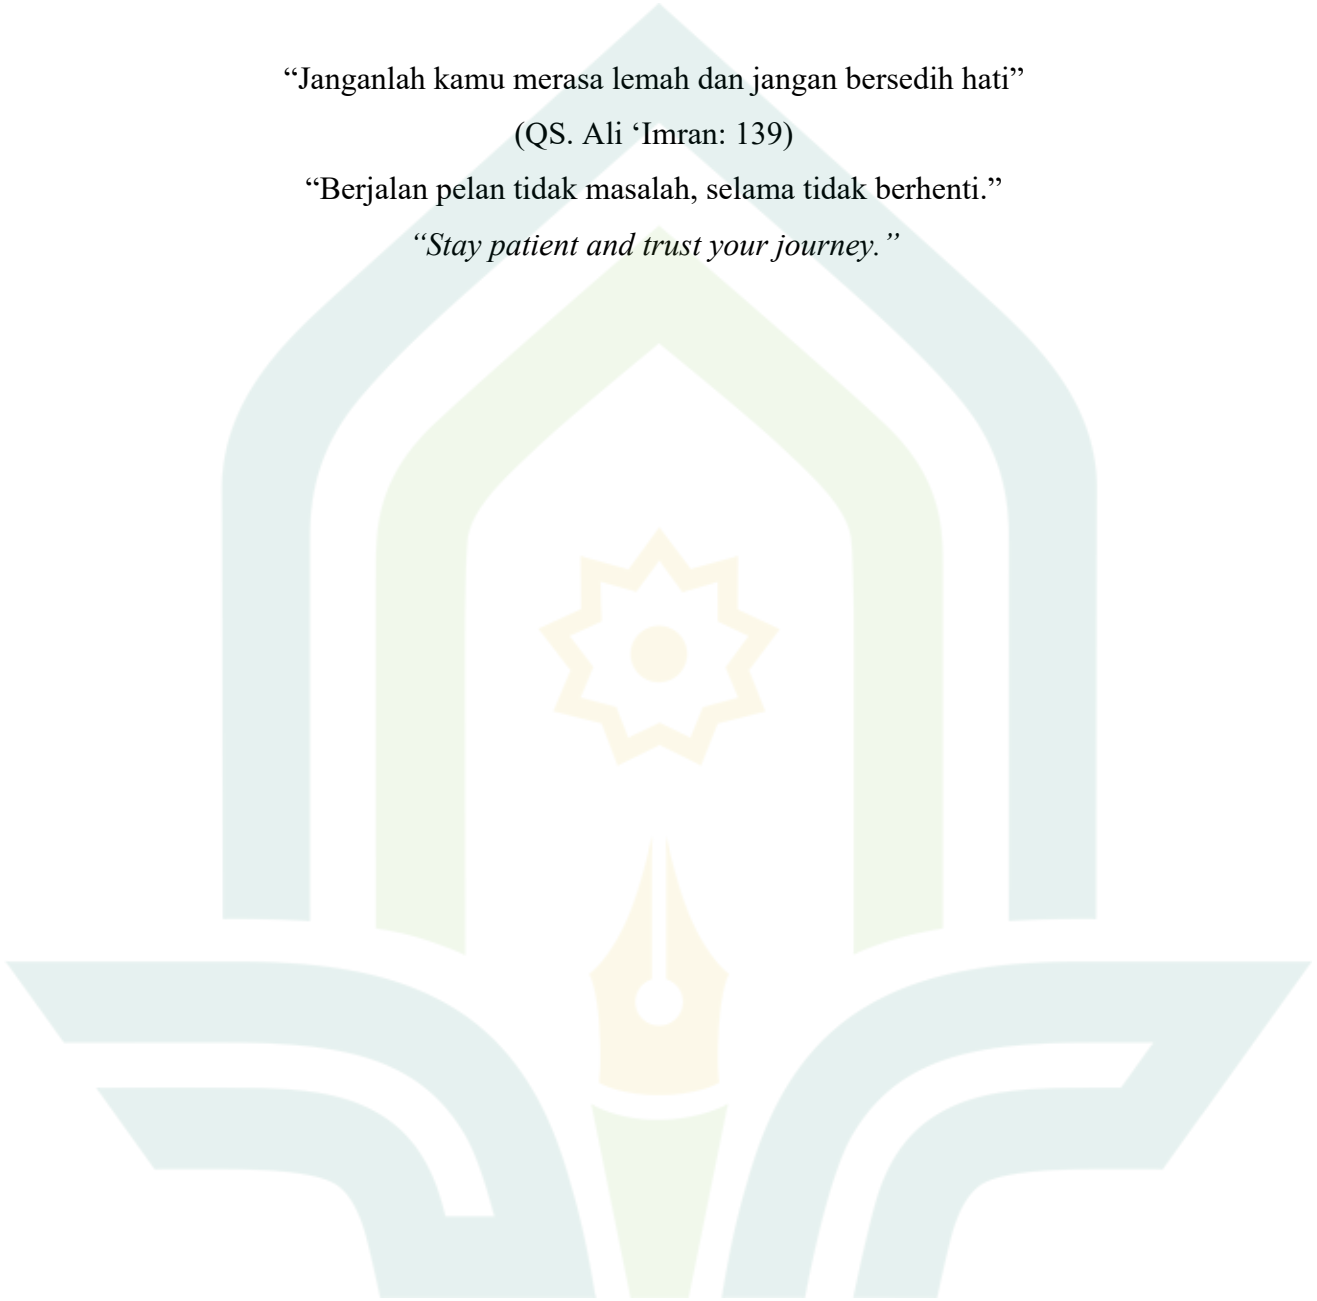 “Janganlah kamu merasa lemah dan jangan bersedih hati”
(QS. Ali ‘Imran: 139)
“Berjalan pelan tidak masalah, selama tidak berhenti.”
“Stay patient and trust your journey.”